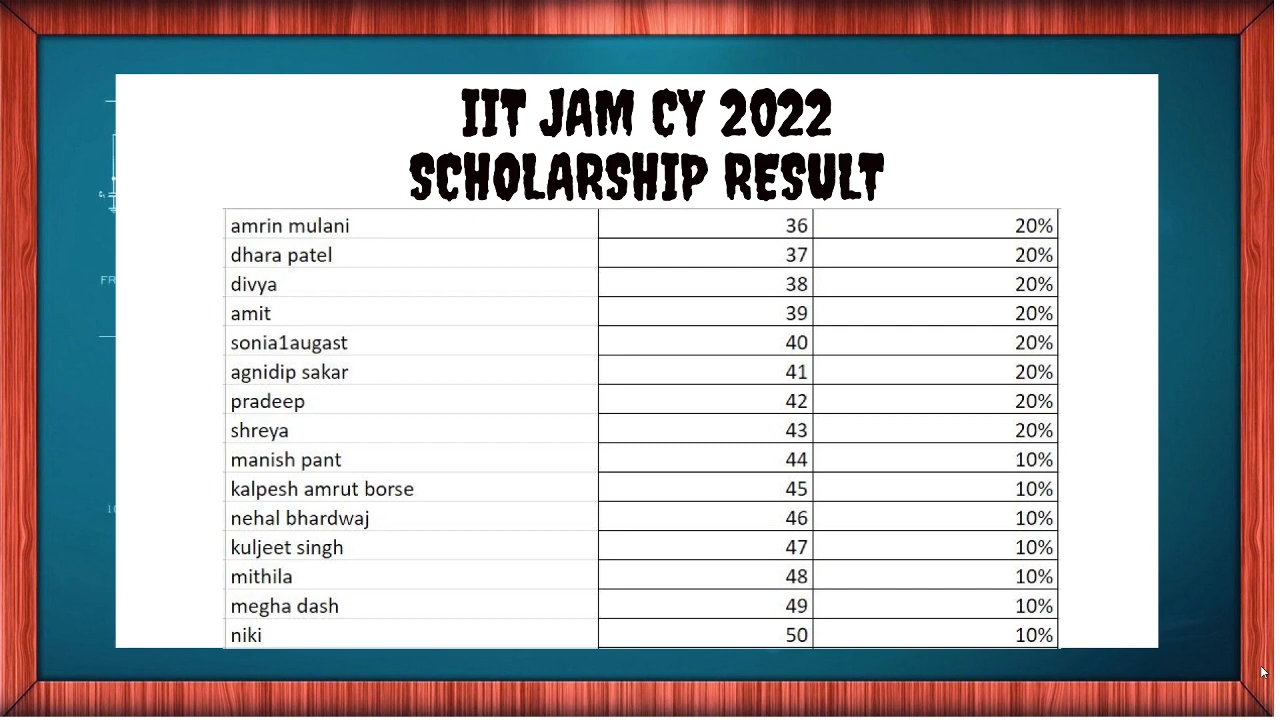 IIT JAM CY 2022
SCHOLARSHIP RESULT
amrin mulani 36 20%
dhara patel 37 20%
divya 38 20%
amit 39 20%
sonia1augast 40 20%
agnidip sakar 41 20%
pradeep 42 20%
shreya 43 20%
manish pant 44 10%
kalpesh amrut borse 45 10%
nehal bhardwaj 46 10%
kuljeet singh 47 10%
mithila 48 10%
megha dash 49 10%
niki 50 10%